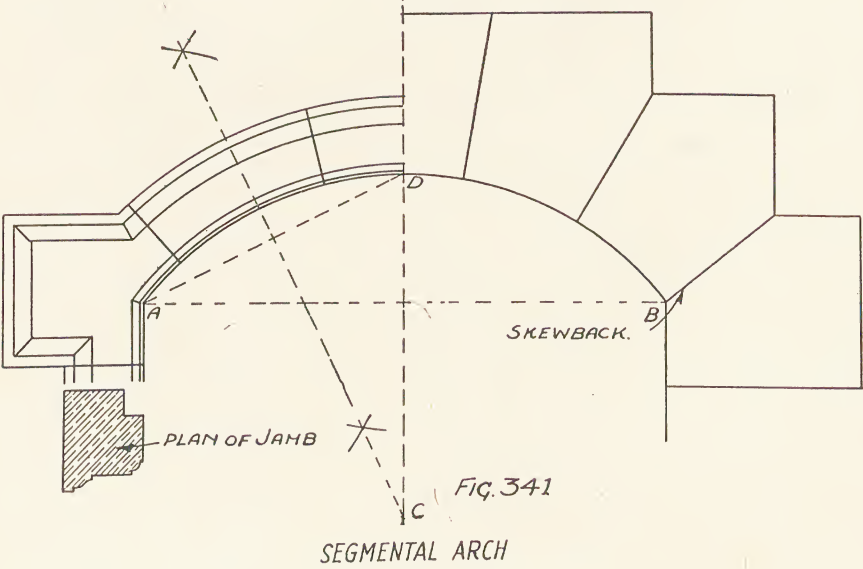 D
A
B
SKEWBACK.
PLAN OF JAMB
FIG. 341
C
SEGMENTAL ARCH